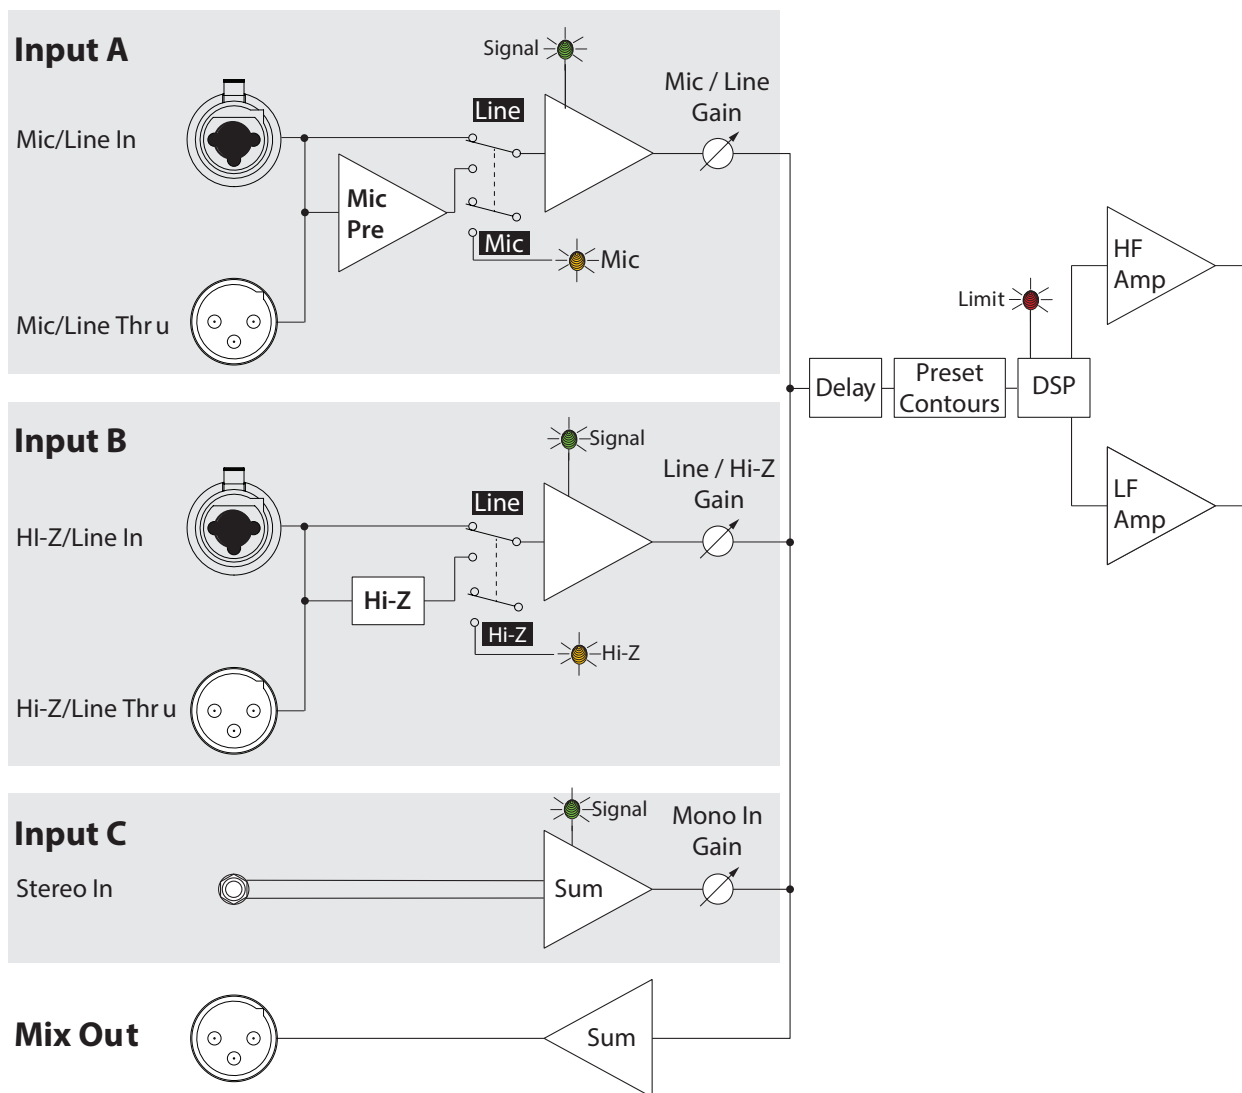 Input A
Signal
Mic / Line
Gain
Line
Mic/Line In
Mic
Pre
Mic
Mic
Mic/Line Thru
HF
Amp
Limit
Delay
Preset
Contours
DSP
LF
Amp
Input B
Signal
Line / Hi-Z
Gain
Line
HI-Z/Line In
Hi-Z
Hi-Z
Hi-Z
Hi-Z/Line Thru
Input C
Signal
Mono In
Gain
Stereo In
Sum
Mix Out
Sum